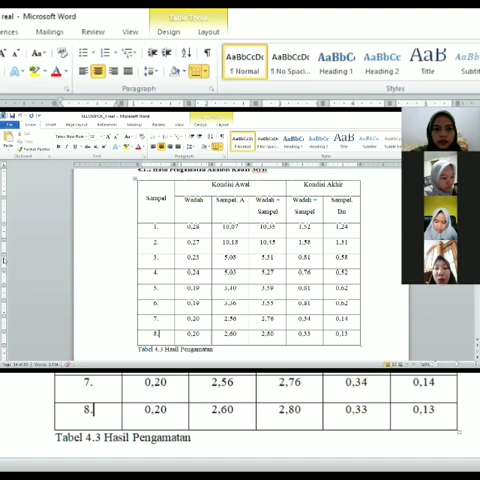 real - Microsoft Word
Table Tools
Mailings Review View Design Layout
AaBbCcDc AaBbCcDc AaBbC AaBbCc AaB AaBbCc
¶ Normal ¶ No Spaci... Heading 1 Heading 2 Title Subtit
Paragraph Styles
Kondisi Awal Kondisi Akhir
Sampel Wadah Sampel. A Wadah + Sampel Wadah + Sampel Sampel.
1. 0,28 10,07 10,35 1,52 1,24
2. 0,27 10,18 10,45 1,58 1,31
3. 0,23 5,08 5,31 0,81 0,58
4. 0,24 5,03 5,27 0,76 0,52
5. 0,19 3,40 3,59 0,81 0,62
6. 0,19 3,36 3,55 0,81 0,62
7. 0,20 2,56 2,76 0,34 0,14
8. 0,20 2,60 2,80 0,33 0,13
Tabel 4.3 Hasil Pengamatan
7. 0,20 2,56 2,76 0,34 0,14
8. 0,20 2,60 2,80 0,33 0,13
Tabel 4.3 Hasil Pengamatan